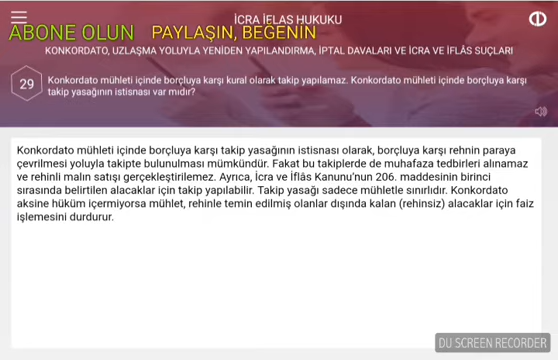 İCRA İFLAS HUKUKU
ABONE OLUN PAYLAŞIN, BEĞENİN
KONKORDATO, UZLAŞMA YOLUYLA YENİDEN YAPILANDIRMA, İPTAL DAVALARI VE İCRA VE İFLÂS SUÇLARI
29
Konkordato mühleti içinde borçluya karşı kural olarak takip yapılamaz. Konkordato mühleti içinde borçluya karşı
takip yasağının istisnası var mıdır?
Konkordato mühleti içinde borçluya karşı takip yasağının istisnası olarak, borçluya karşı rehnin paraya
çevrilmesi yoluyla takipte bulunulması mümkündür. Fakat bu takiplerde de muhafaza tedbirleri alınamaz
ve rehinli malın satışı gerçekleştirilemez. Ayrıca, İcra ve İflâs Kanunu'nun 206. maddesinin birinci
sırasında belirtilen alacaklar için takip yapılabilir. Takip yasağı sadece mühletle sınırlıdır. Konkordato
aksine hüküm içermiyorsa mühlet, rehinle temin edilmiş olanlar dışında kalan (rehinsiz) alacaklar için faiz
işlemesini durdurur.
DU SCREEN RECORDER